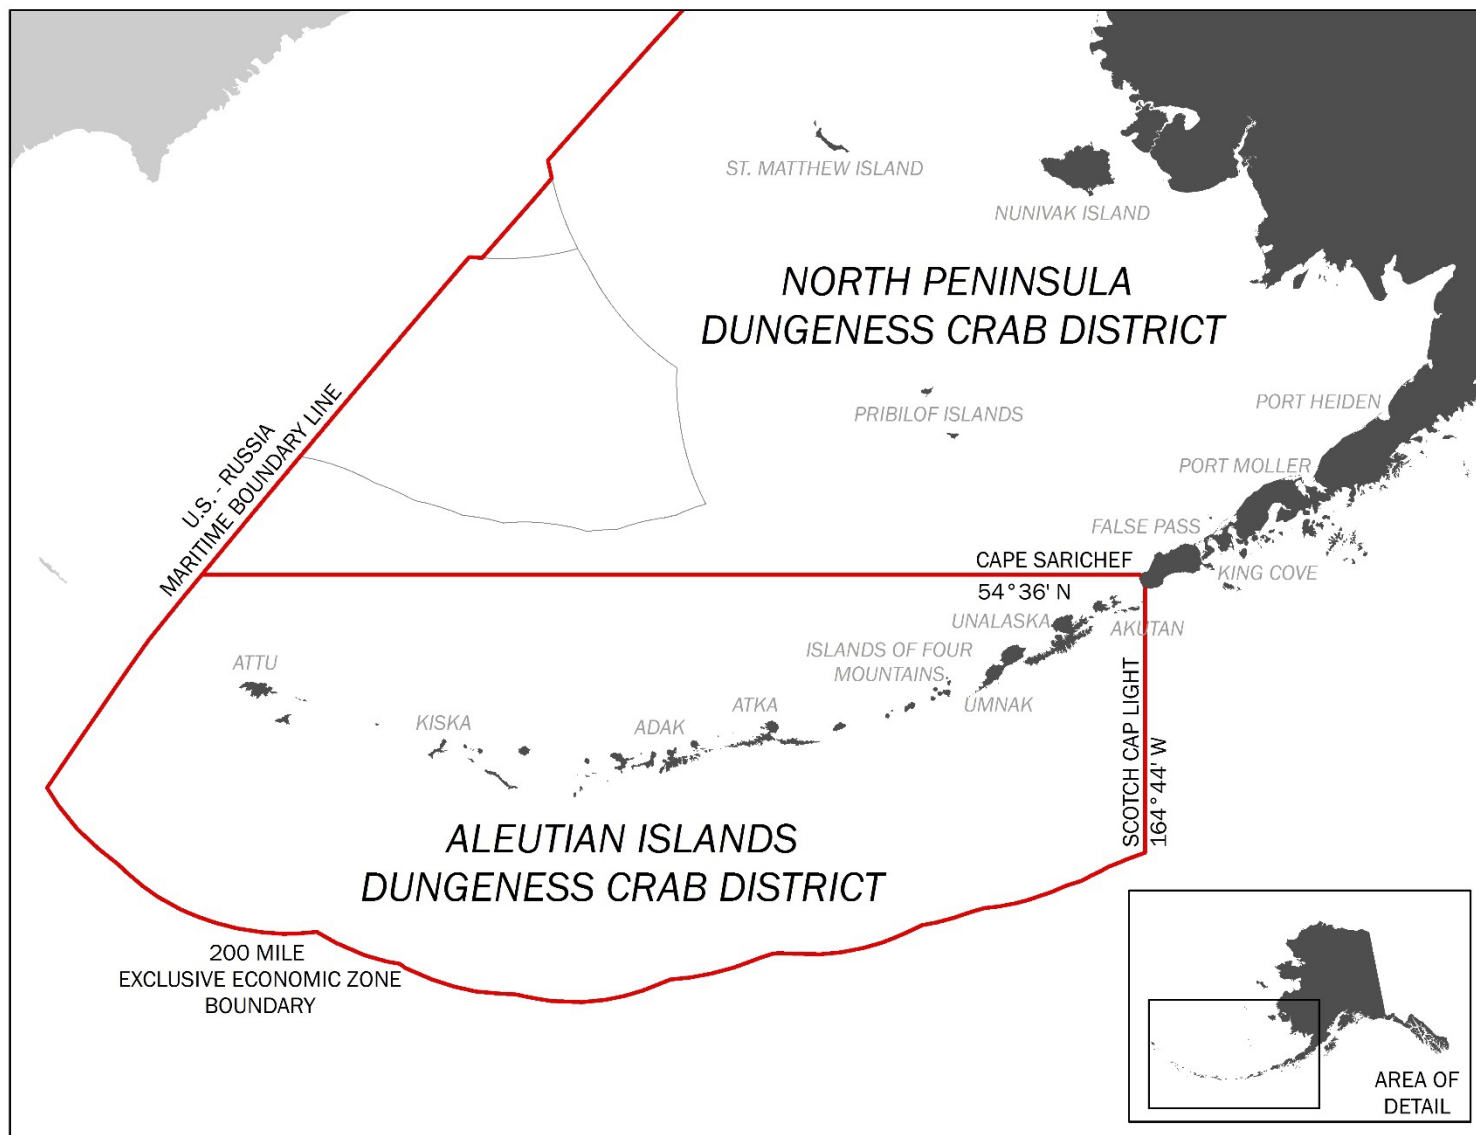 ST. MATTHEW ISLAND
NUNIVAK ISLAND
NORTH PENINSULA
DUNGENESS CRAB DISTRICT
PRIBILOF ISLANDS
PORT HEIDEN
PORT MOLLER
FALSE PASS
KING COVE
U.S. - RUSSIA
MARITIME BOUNDARY LINE
CAPE SARICHEF
54°36' N
UNALASKA
AKUTAN
ISLANDS OF FOUR
MOUNTAINS
UMNAK
ATTU
KISKA
ADAK
ATKA
SCOTCH CAP LIGHT
164°44' W
ALEUTIAN ISLANDS
DUNGENESS CRAB DISTRICT
200 MILE
EXCLUSIVE ECONOMIC ZONE
BOUNDARY
AREA OF
DETAIL